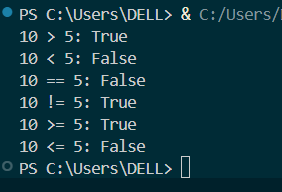 PS C:\Users\DELL> & C:/Users/
10 > 5: True
10 < 5: False
10 == 5: False
10 != 5: True
10 >= 5: True
10 <= 5: False
PS C:\Users\DELL>